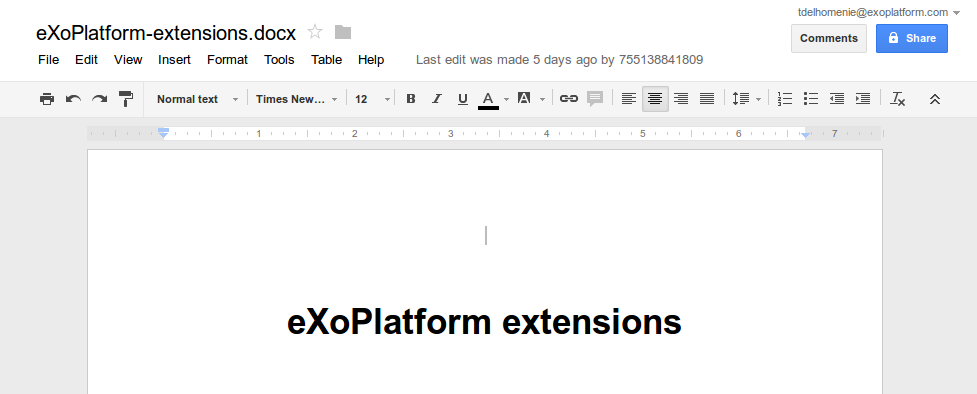 tdelhomenie@exoplatform.com
eXoPlatform-extensions.docx
Comments
Share
File Edit View Insert Format Tools Table Help Last edit was made 5 days ago by 755138841809
Normal text Times New... 12 B I U A A
1 2 3 4 5 6 7
eXoPlatform extensions